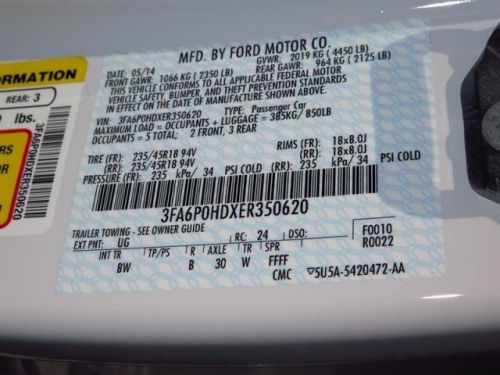 MFD. BY FORD MOTOR CO.
DATE: 05/14 GVWR: 2019 KG ( 4450 LB)
FRONT GAWR: 1066 KG ( 2350 LB) REAR GAWR: 964 KG ( 2125 LB)
THIS VEHICLE CONFORMS TO ALL APPLICABLE FEDERAL MOTOR
VEHICLE SAFETY, BUMPER, AND THEFT PREVENTION STANDARDS
IN EFFECT ON THE DATE OF MANUFACTURE SHOWN ABOVE.
VIN: 3FA6P0HDXER350620 TYPE: Passenger Car
MAXIMUM LOAD = OCCUPANTS + LUGGAGE = 385KG/ 850LB
OCCUPANTS = 5 TOTAL: 2 FRONT, 3 REAR
TIRE (FR): 235/45R18 94V RIMS (FR): 18x8.0J
(RR): 235/45R18 94V (RR): 18x8.0J
PRESSURE (FR): 235 kPa/ 34 PSI COLD (RR): 235 kPa/ 34 PSI COLD
3FA6P0HDXER350620
TRAILER TOWING - SEE OWNER GUIDE
EXT PNT: UG RC: 24 DSO: F0010
R0022
INT TR TP/PS R AXLE TR SPR
BW B 30 W FFFF
CMC ▽5U5A-5420472-AA
ORMATION
REAR: 3
lbs.
3FA6P0HDXER350620